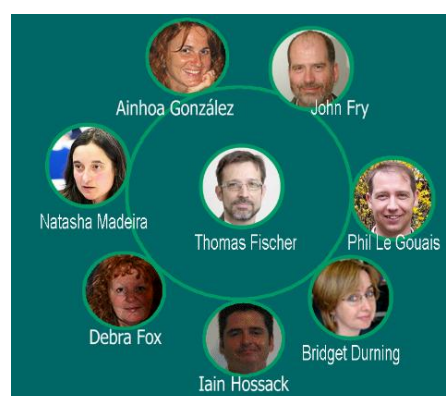 Ainhoa González
John Fry
Natasha Madeira
Thomas Fischer
Phil Le Gouais
Debra Fox
Bridget Durning
Iain Hossack